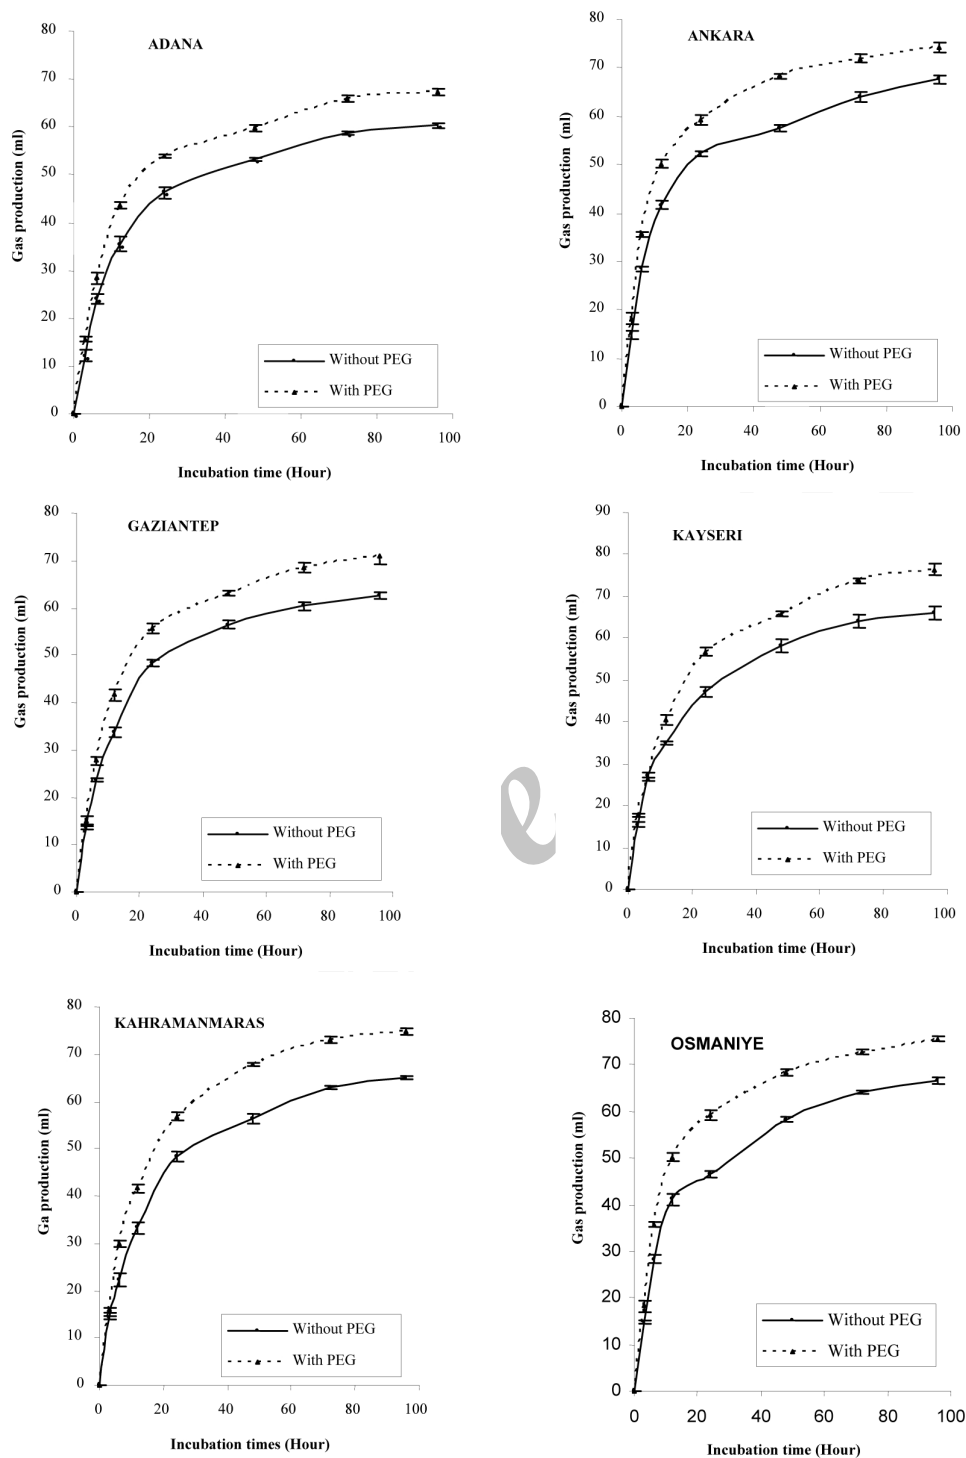 ADANA
80
70
60
50
40
30
20
10
0
Gas production (ml)
Without PEG
With PEG
0 20 40 60 80 100
Incubation time (Hour)
ANKARA
80
70
60
50
40
30
20
10
0
Gas production (ml)
Without PEG
With PEG
0 20 40 60 80 100
Incubation time (Hour)
GAZIANTEP
80
70
60
50
40
30
20
10
0
Gas production (ml)
Without PEG
With PEG
0 20 40 60 80 100
Incubation time (Hour)
KAYSERI
90
80
70
60
50
40
30
20
10
0
Gas production (ml)
Without PEG
With PEG
0 20 40 60 80 100
Incubation time (Hour)
e
KAHRAMANMARAS
80
70
60
50
40
30
20
10
0
Ga production (ml)
Without PEG
With PEG
0 20 40 60 80 100
Incubation times (Hour)
OSMANIYE
80
70
60
50
40
30
20
10
0
Gas production (ml)
Without PEG
With PEG
0 20 40 60 80 100
Incubation time (Hour)